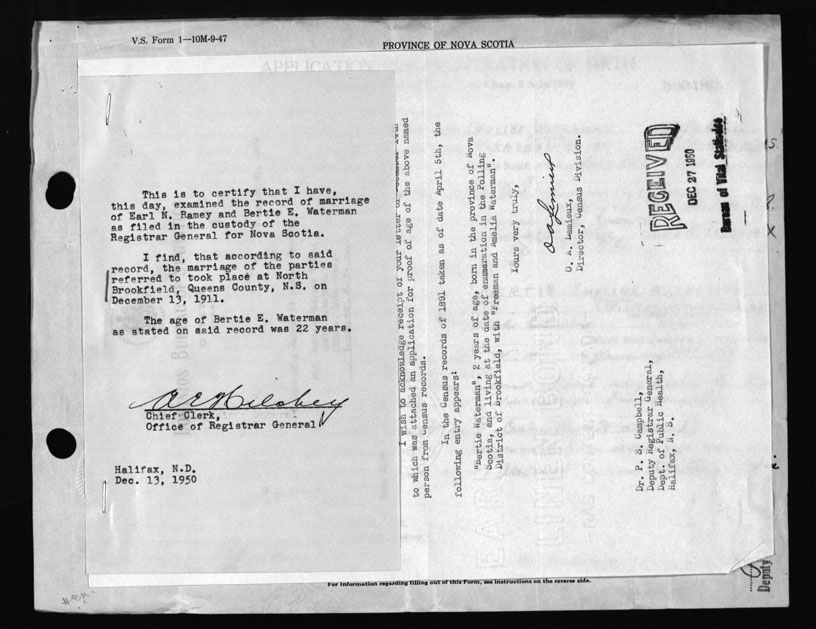 V.S. Form 1—10M-9-47
PROVINCE OF NOVA SCOTIA
This is to certify that I have,
this day, examined the record of marriage
of Earl N. Ramey and Bertie E. Waterman
as filed in the custody of the
Registrar General for Nova Scotia.
I find, that according to said
record, the marriage of the parties
referred to took place at North
Brookfield, Queens County, N.S. on
December 13, 1911.
The age of Bertie E. Waterman
as stated on said record was 22 years.
Chief Clerk,
Office of Registrar General
Halifax, N.D.
Dec. 13, 1950
I wish to acknowledge receipt of your letter
to which was attached an application for proof of age of the above named
person from Census records.
In the Census records of 1891 taken as of date April 5th, the
following entry appears:
"Bertie Waterman", 2 years of age, born in the province of Nova
Scotia, and living at the date of enumeration in the Polling
District of Brookfield, with "Freeman and Amelia Waterman".
Yours very truly,
O. A. Lemieux,
Director, Census Division.
RECEIVED
DEC 27 1950
Bureau of Vital Statistics
Dr. P. S. Campbell,
Deputy Registrar General,
Dept. of Public Health,
Halifax, N. S.
Deputy
For information regarding filling out of this Form, see instructions on the reverse side.